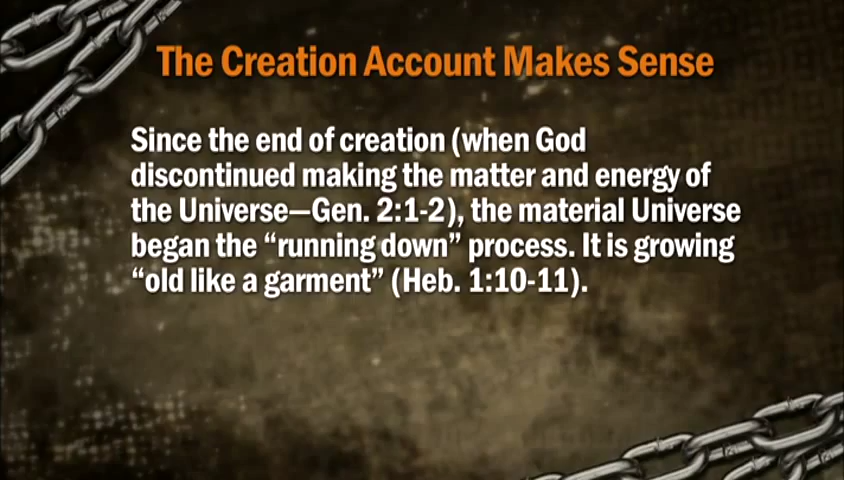 The Creation Account Makes Sense
Since the end of creation (when God
discontinued making the matter and energy of
the Universe—Gen. 2:1-2), the material Universe
began the “running down” process. It is growing
“old like a garment” (Heb. 1:10-11).